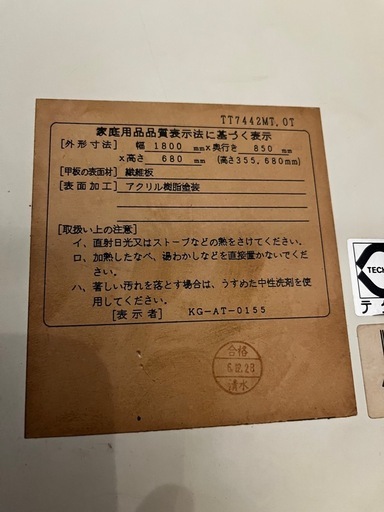 TT7442MT,OT
家庭用品品質表示法に基づく表示
[外形寸法] 幅 1800 mm×奥行き 850 mm
×高さ 680 mm (高さ355,680mm)
[甲板の表面材] 繊維板
[表面加工] アクリル樹脂塗装
[取扱い上の注意]
イ、直射日光又はストーブなどの熱をさけてください。
ロ、加熱したなべ、湯わかしなどを直接置かないでください。
ハ、著しい汚れを落とす場合は、うすめた中性洗剤を使用してください。
[表示者] KG-AT-0155
合格
清水
TECH